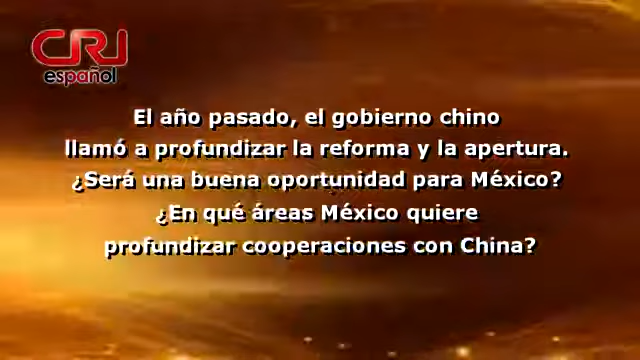 CRI
español
El año pasado, el gobierno chino
llamó a profundizar la reforma y la apertura.
¿Será una buena oportunidad para México?
¿En qué áreas México quiere
profundizar cooperaciones con China?